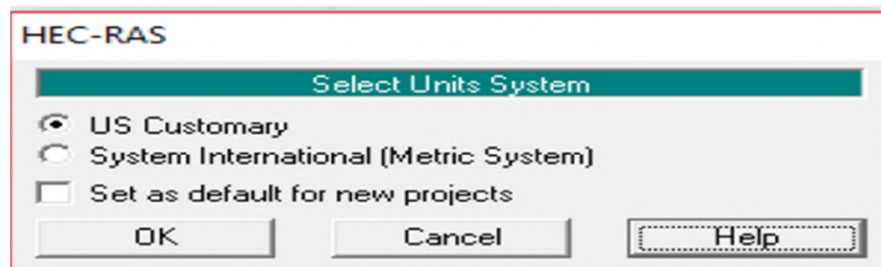 HEC-RAS
Select Units System
US Customary
System International (Metric System)
Set as default for new projects
OK Cancel Help